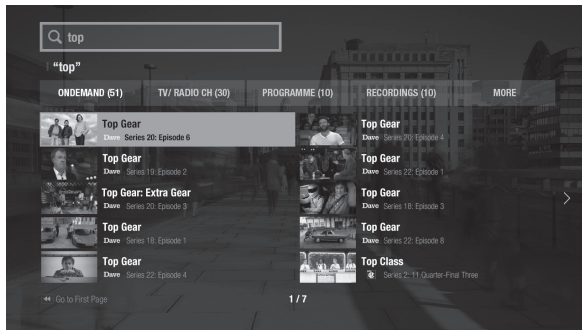 top
"top"
ONDEMAND (51) TV/ RADIO CH (30) PROGRAMME (10) RECORDINGS (10) MORE
Top Gear
Dave Series 20: Episode 6
Top Gear
Dave Series 19: Episode 2
Top Gear: Extra Gear
Dave Series 20: Episode 3
Top Gear
Dave Series 18: Episode 1
Top Gear
Dave Series 22: Episode 4
Top Gear
Dave Series 20: Episode 4
Top Gear
Dave Series 22: Episode 1
Top Gear
Dave Series 18: Episode 3
Top Gear
Dave Series 22: Episode 8
Top Class
Series 2: 11 Quarter-Final Three
Go to First Page
1 / 7